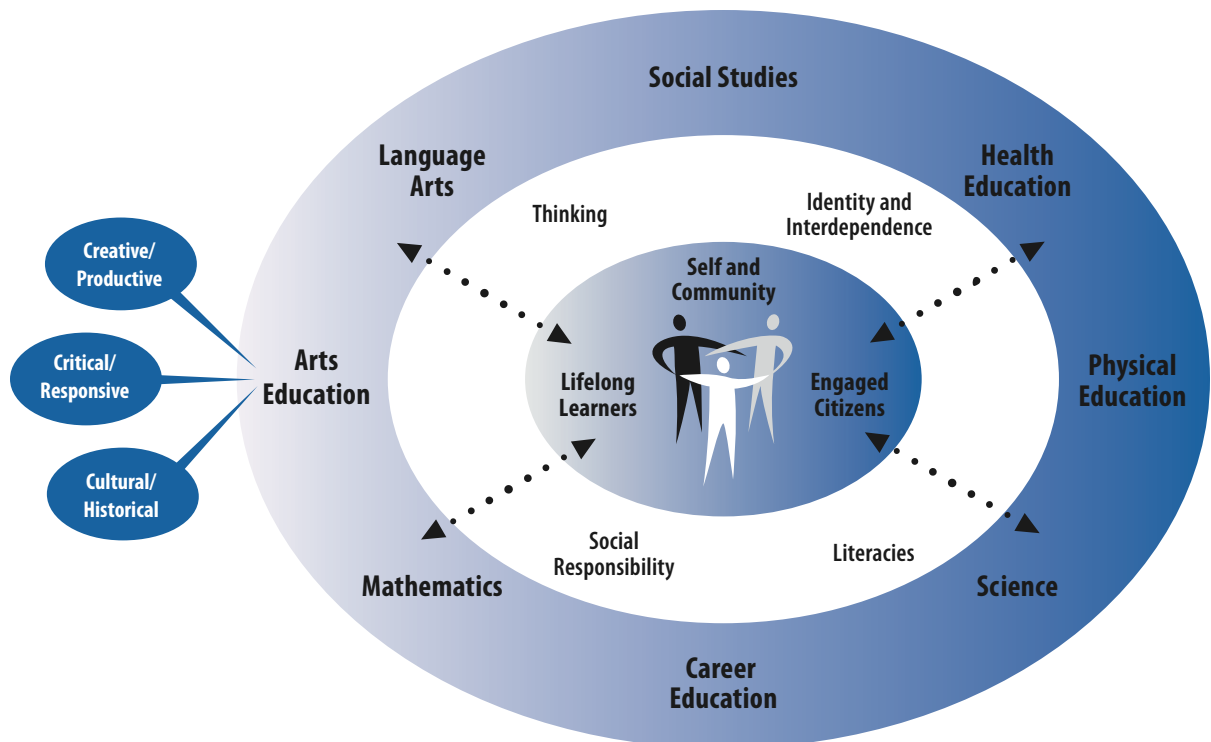 Social Studies
Language
Arts
Health
Education
Thinking
Identity and
Interdependence
Creative/
Productive
Self and
Community
Critical/
Responsive
Arts
Education
Lifelong
Learners
Engaged
Citizens
Physical
Education
Cultural/
Historical
Social
Responsibility
Literacies
Mathematics
Science
Career
Education